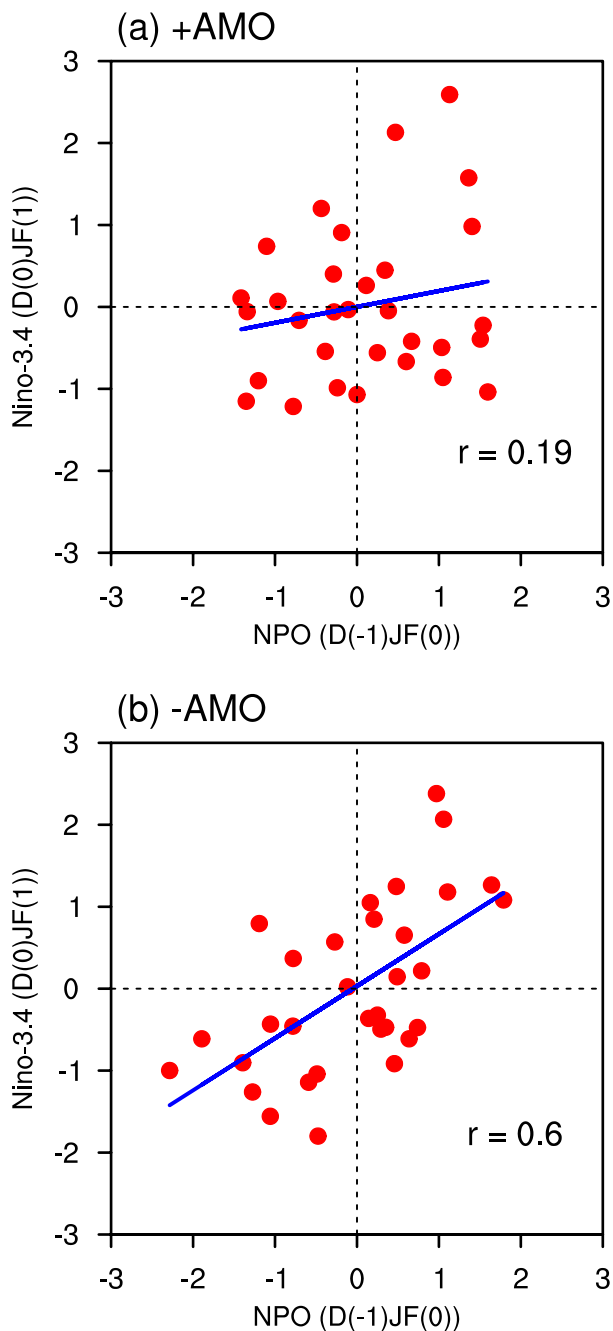 (a) +AMO
3
2
1
0
-1
-2
-3
Nino-3.4 (D(0)JF(1))
r = 0.19
-3 -2 -1 0 1 2 3
NPO (D(-1)JF(0))
(b) -AMO
3
2
1
0
-1
-2
-3
Nino-3.4 (D(0)JF(1))
r = 0.6
-3 -2 -1 0 1 2 3
NPO (D(-1)JF(0))